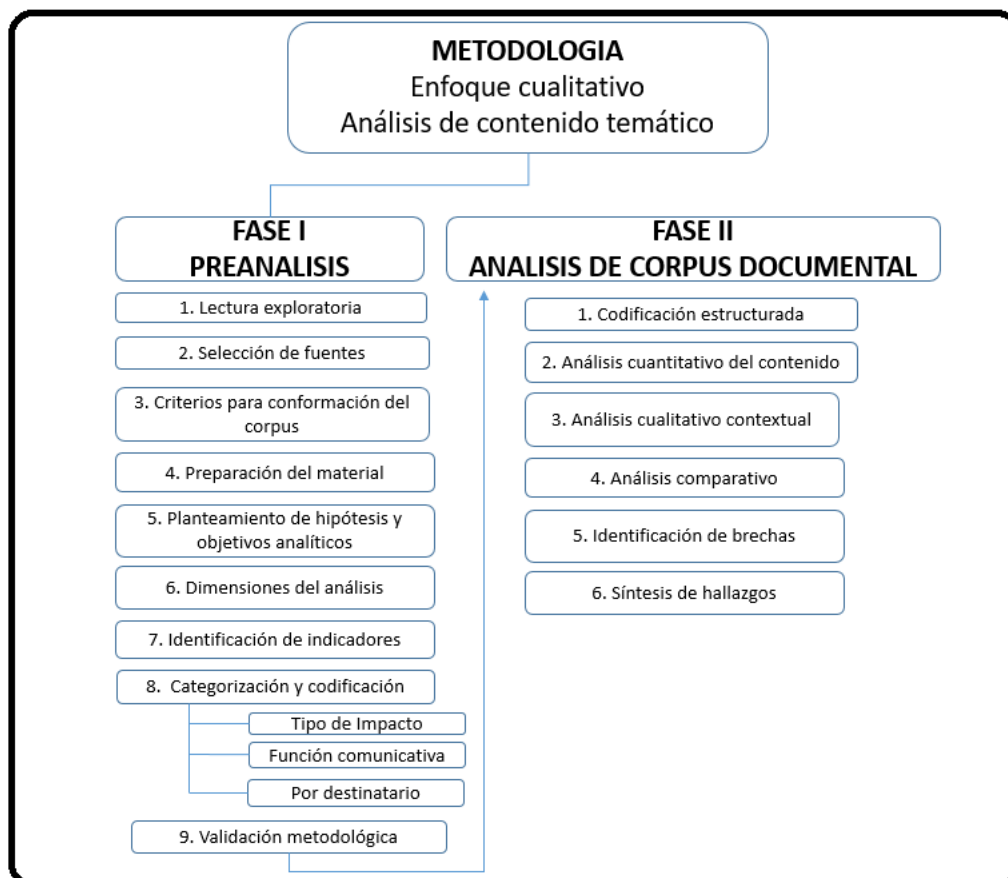 METODOLOGIA
Enfoque cualitativo
Análisis de contenido temático
FASE I
PREANALISIS
1. Lectura exploratoria
2. Selección de fuentes
3. Criterios para conformación del
corpus
4. Preparación del material
5. Planteamiento de hipótesis y
objetivos analíticos
6. Dimensiones del análisis
7. Identificación de indicadores
8. Categorización y codificación
Tipo de Impacto
Función comunicativa
Por destinatario
9. Validación metodológica
FASE II
ANALISIS DE CORPUS DOCUMENTAL
1. Codificación estructurada
2. Análisis cuantitativo del contenido
3. Análisis cualitativo contextual
4. Análisis comparativo
5. Identificación de brechas
6. Síntesis de hallazgos